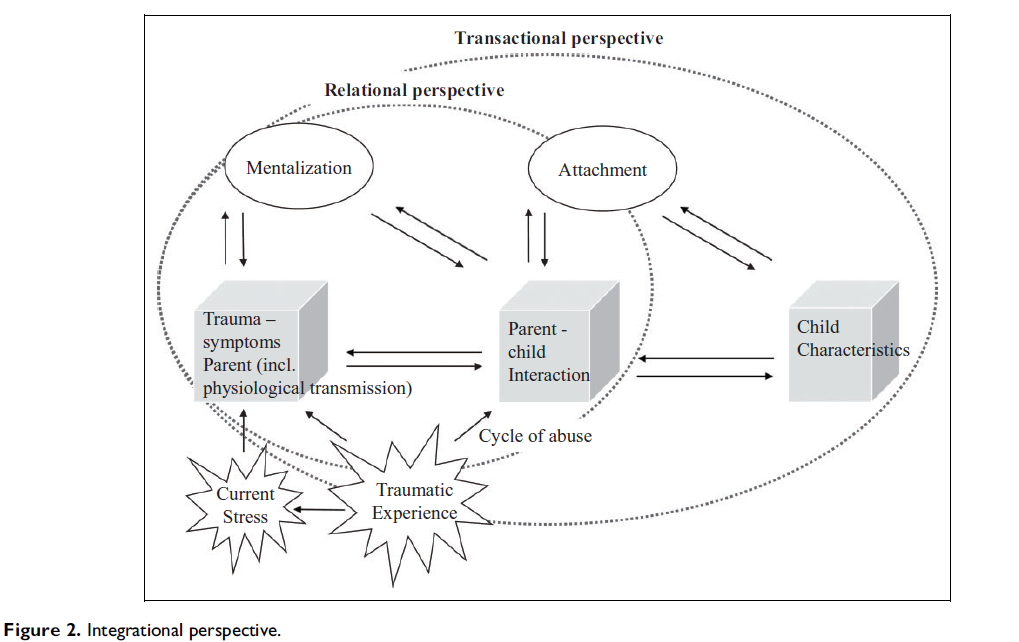 Transactional perspective
Relational perspective
Mentalization
Attachment
Trauma –
symptoms
Parent (incl.
physiological transmission)
Parent -
child
Interaction
Child
Characteristics
Cycle of abuse
Current
Stress
Traumatic
Experience
Figure 2. Integrational perspective.